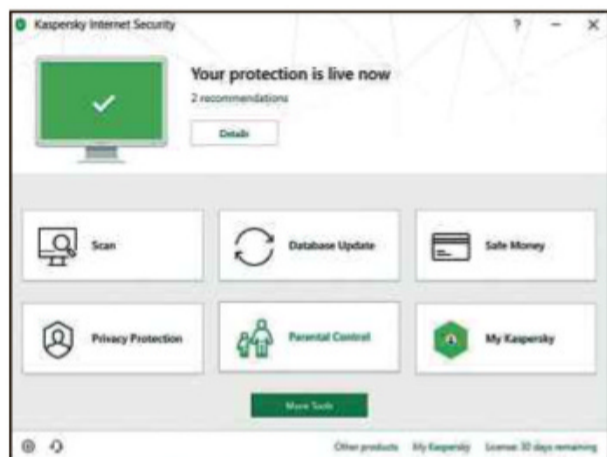 Kaspersky Internet Security
? – ×
Your protection is live now
2 recommendations
Details
Scan
Database Update
Safe Money
Privacy Protection
Parental Control
My Kaspersky
More Tools
Other products My Kaspersky License: 30 days remaining